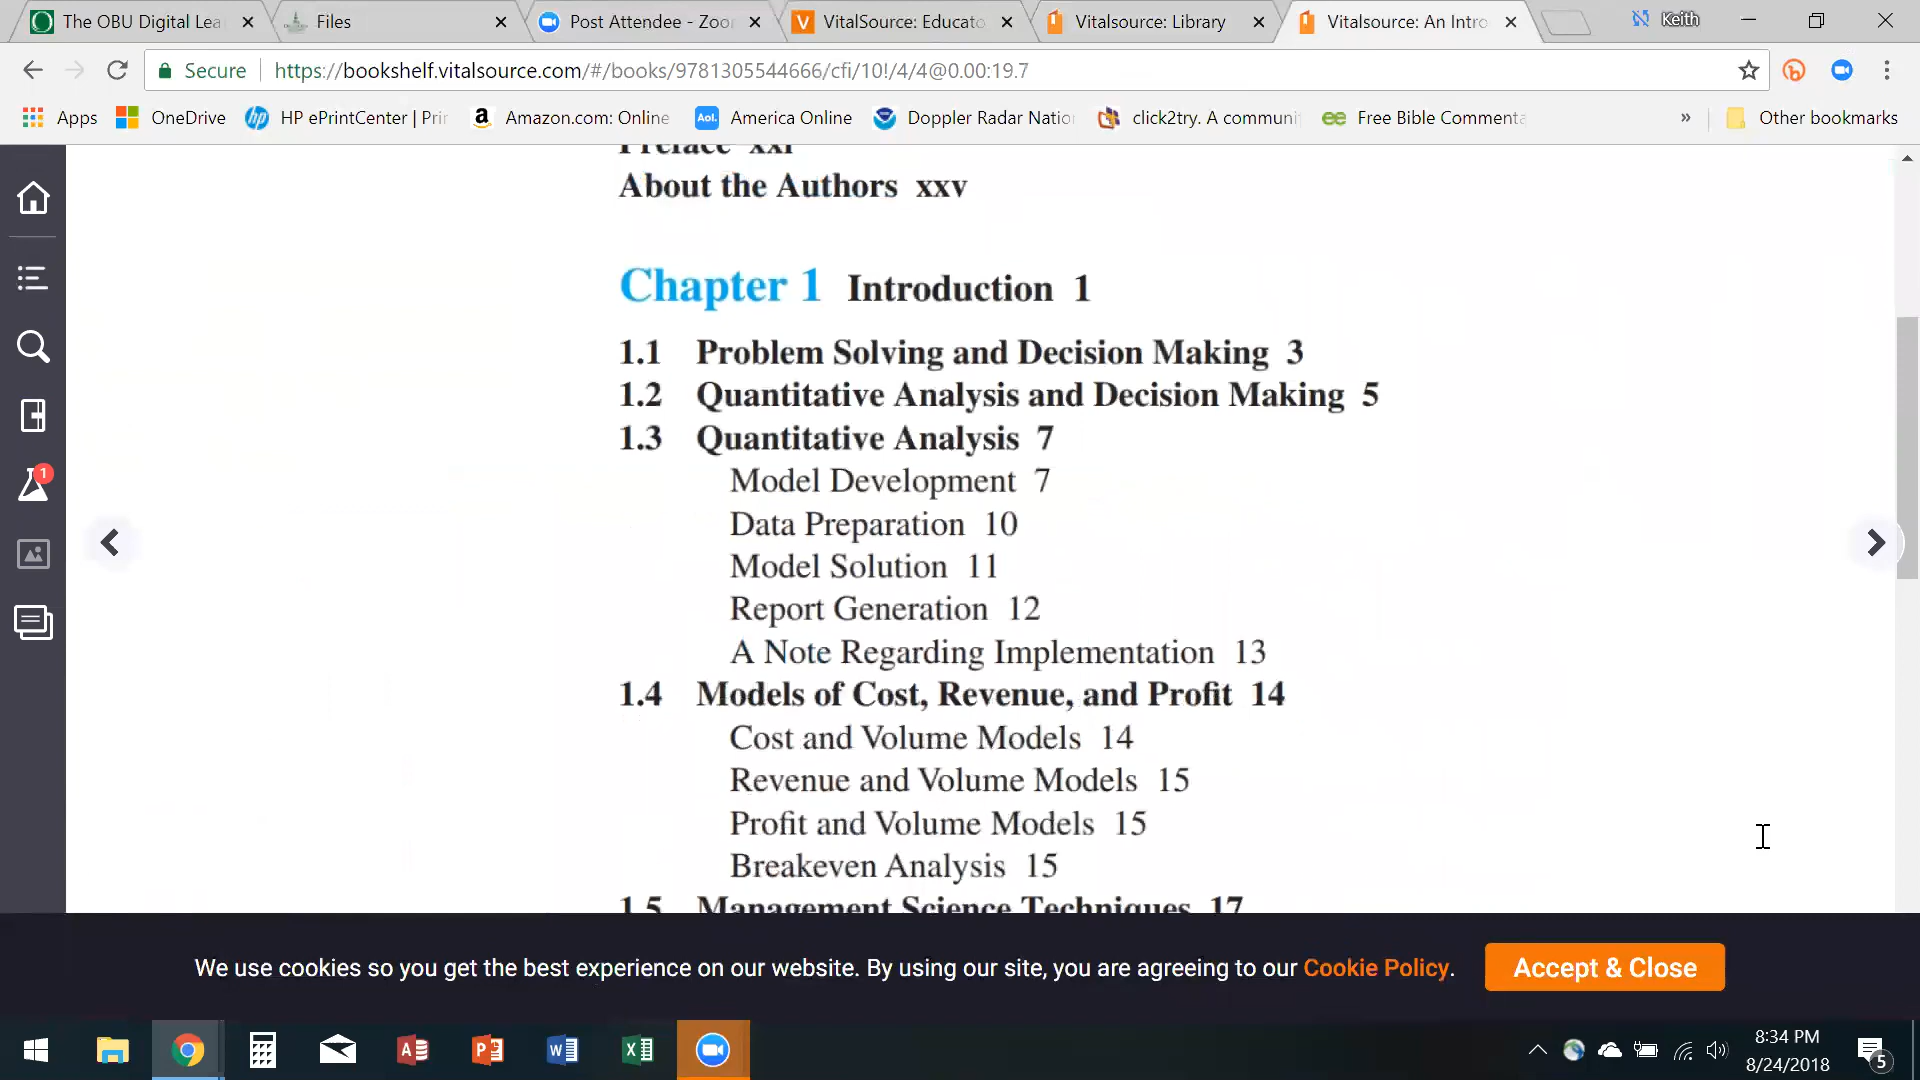 The OBU Digital Lea
Files
Post Attendee - Zoo
VitalSource: Educato
Vitalsource: Library
Vitalsource: An Intro
Keith
Secure
https://bookshelf.vitalsource.com/#/books/9781305544666/cfi/10!/4/4@0.00:19.7
Apps
OneDrive
HP ePrintCenter | Prin
Amazon.com: Online
Aol.
America Online
Doppler Radar Natio
click2try. A communi
ee
Free Bible Commenta
»
Other bookmarks
Preface xxi
About the Authors xxv
Chapter 1 Introduction 1
1.1 Problem Solving and Decision Making 3
1.2 Quantitative Analysis and Decision Making 5
1.3 Quantitative Analysis 7
Model Development 7
Data Preparation 10
Model Solution 11
Report Generation 12
A Note Regarding Implementation 13
1.4 Models of Cost, Revenue, and Profit 14
Cost and Volume Models 14
Revenue and Volume Models 15
Profit and Volume Models 15
Breakeven Analysis 15
1.5 Management Science Techniques 17
1
We use cookies so you get the best experience on our website. By using our site, you are agreeing to our Cookie Policy.
Accept & Close
8:34 PM
8/24/2018
5